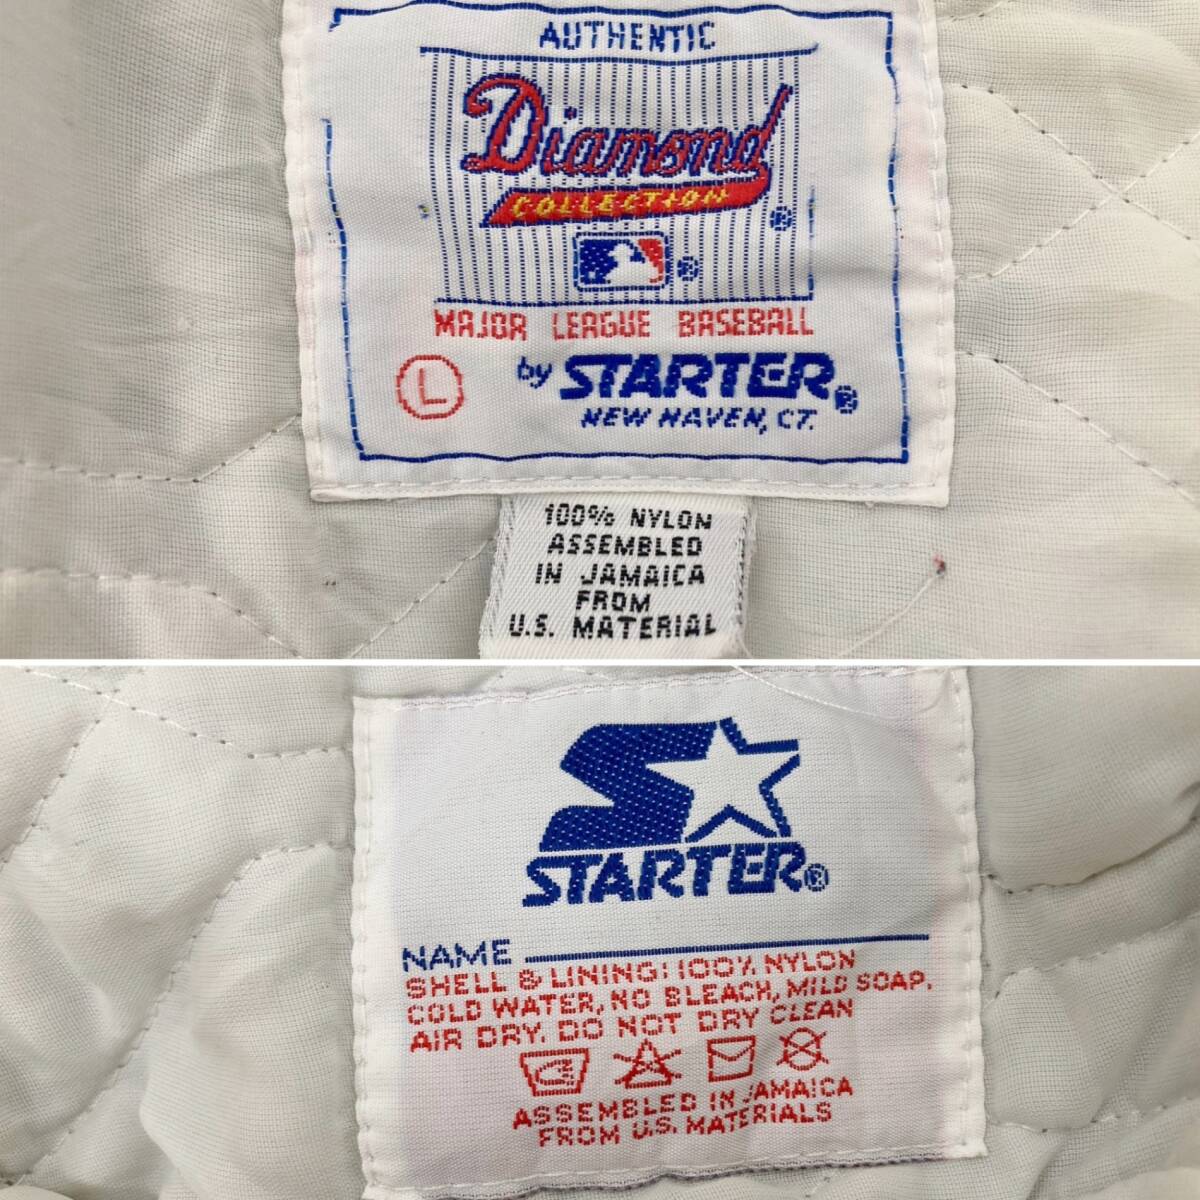 AUTHENTIC
Diamond
COLLECTION ®
®
MAJOR LEAGUE BASEBALL
L
by STARTER®
NEW HAVEN, CT.
100% NYLON
ASSEMBLED
IN JAMAICA
FROM
U.S. MATERIAL
STARTER®
NAME
SHELL & LINING: 100% NYLON
COLD WATER, NO BLEACH, MILD SOAP.
AIR DRY. DO NOT DRY CLEAN
ASSEMBLED IN JAMAICA
FROM U.S. MATERIALS